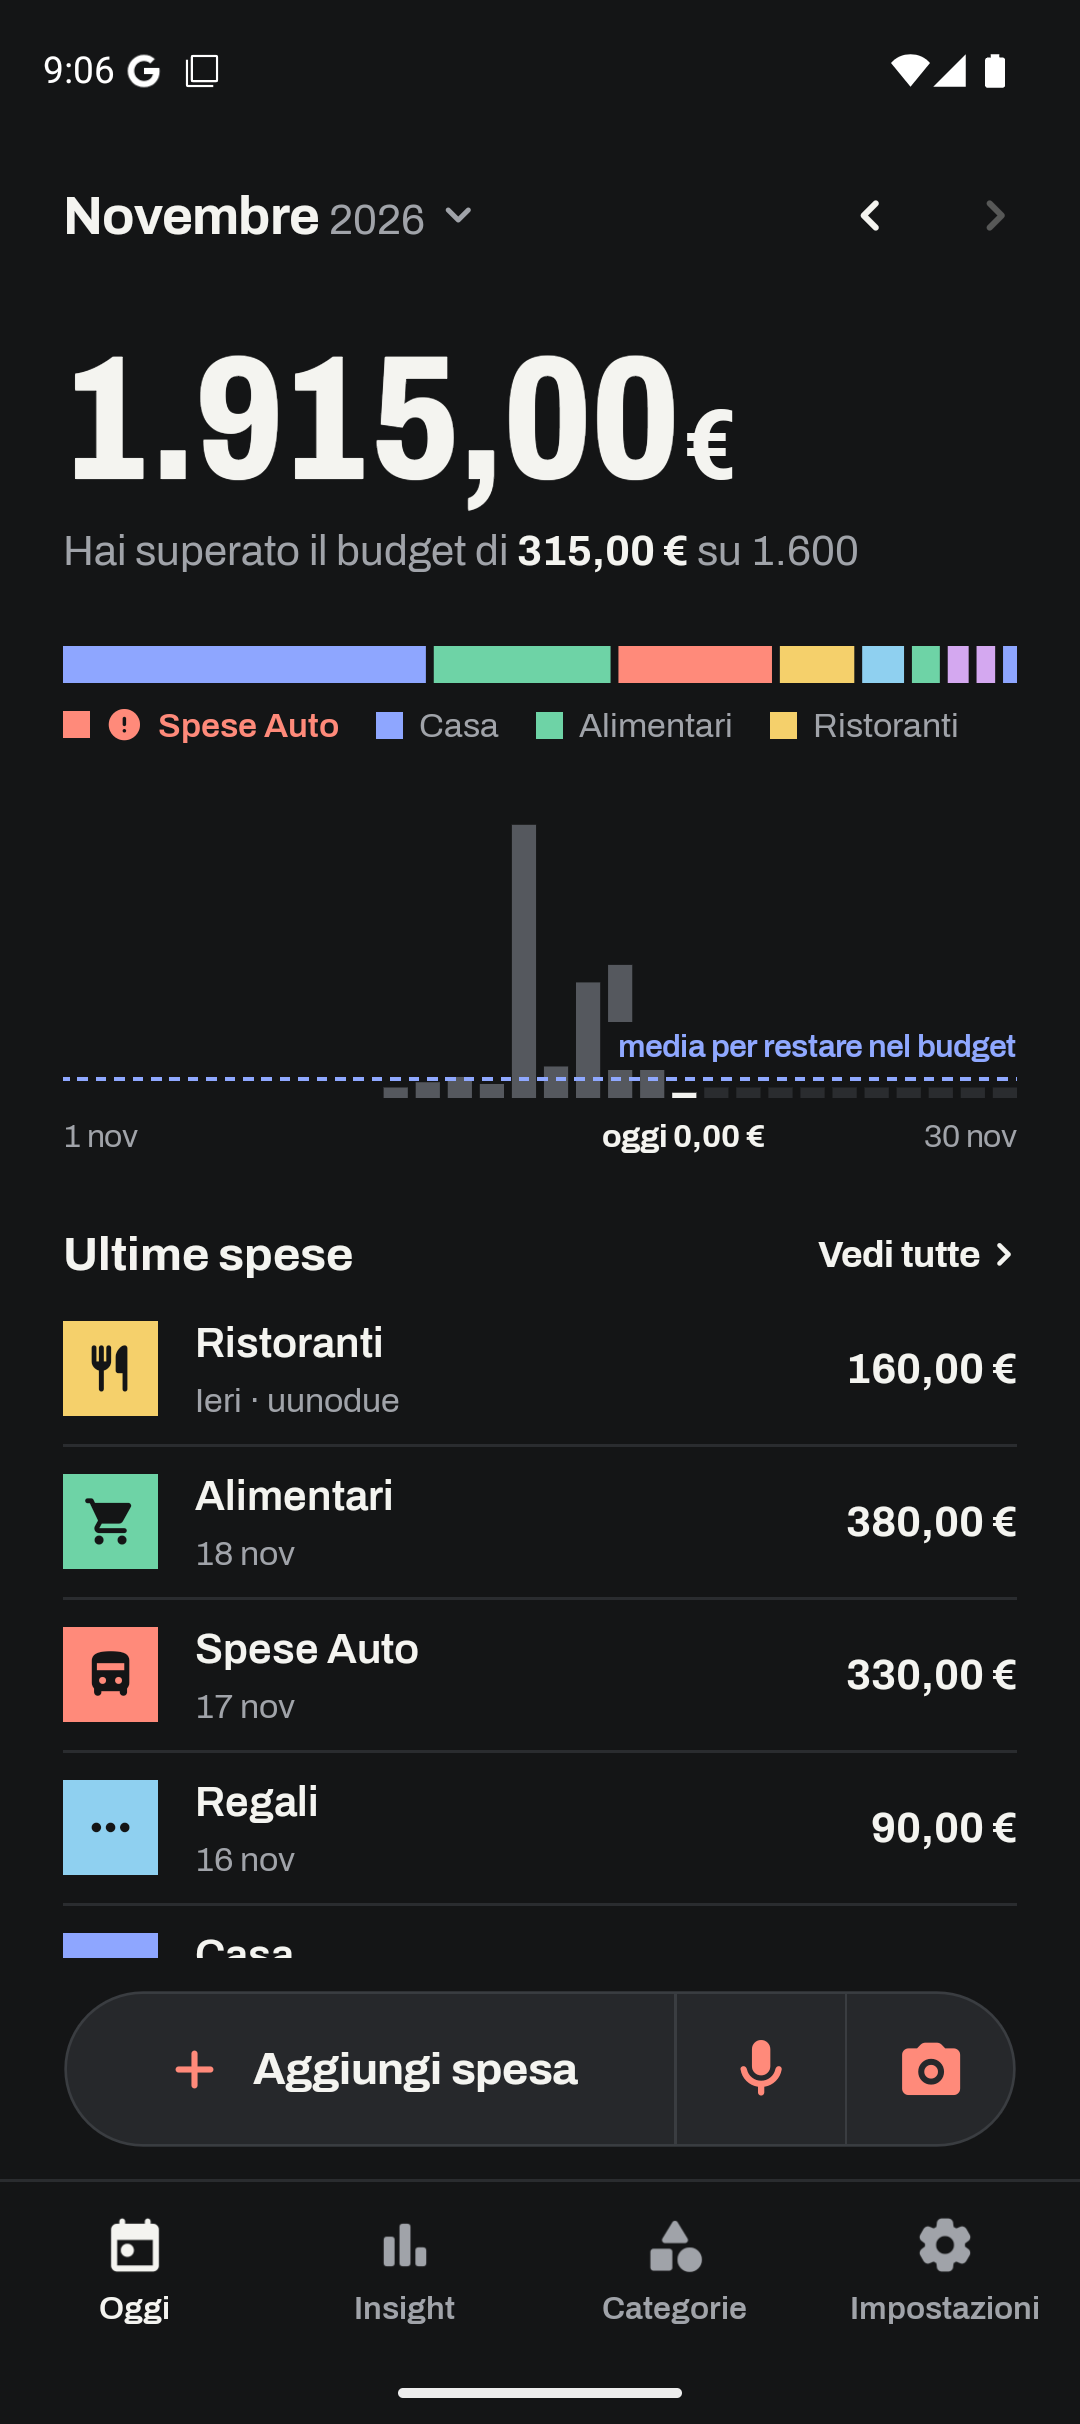 9:06
Novembre 2026
1.915,00€
Hai superato il budget di 315,00 € su 1.600
Spese Auto Casa Alimentari Ristoranti
media per restare nel budget
1 nov oggi 0,00 € 30 nov
Ultime spese Vedi tutte
Ristoranti
160,00 €
Ieri · uunodue
Alimentari
380,00 €
18 nov
Spese Auto
330,00 €
17 nov
Regali
90,00 €
16 nov
Casa
Aggiungi spesa
Oggi Insight Categorie Impostazioni